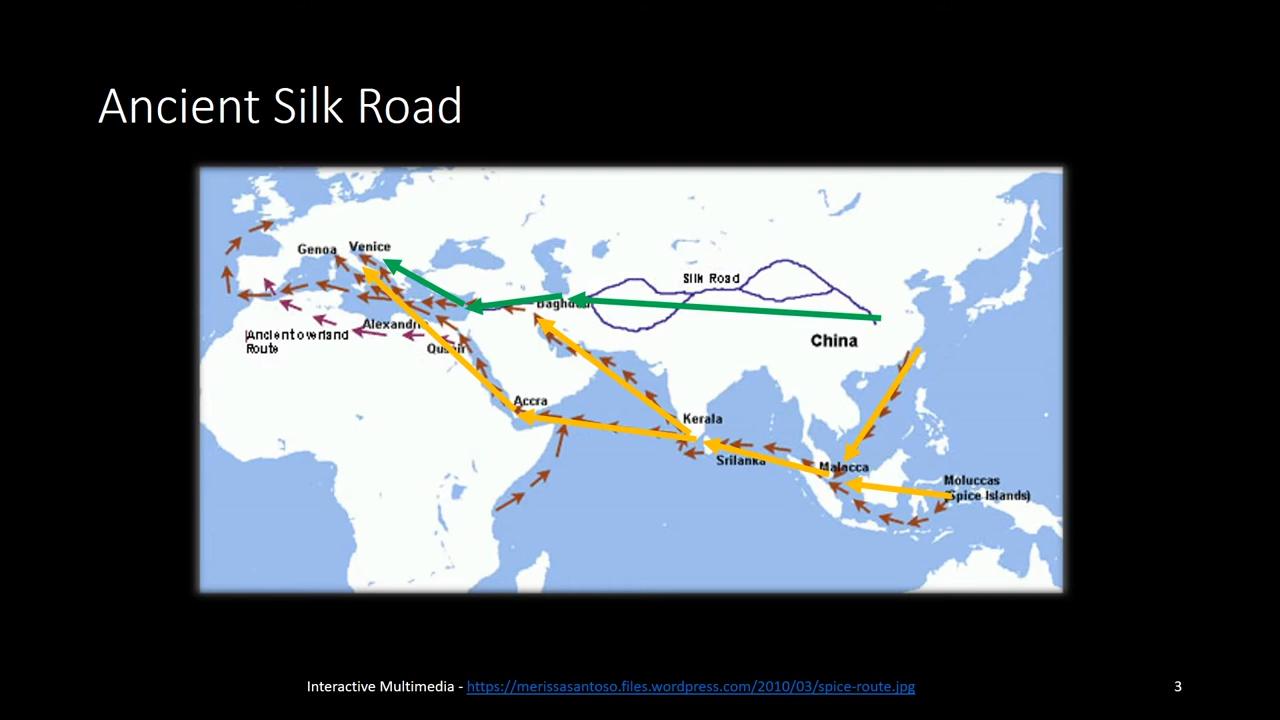 Ancient Silk Road
Genoa
Venice
Silk Road
China
Alexandri
Ancient overland
Route
Accra
Kerala
Srilanka
Malacca
Moluccas
(Spice Islands)
Interactive Multimedia - https://merissasantoso.files.wordpress.com/2010/03/spice-route.jpg
3